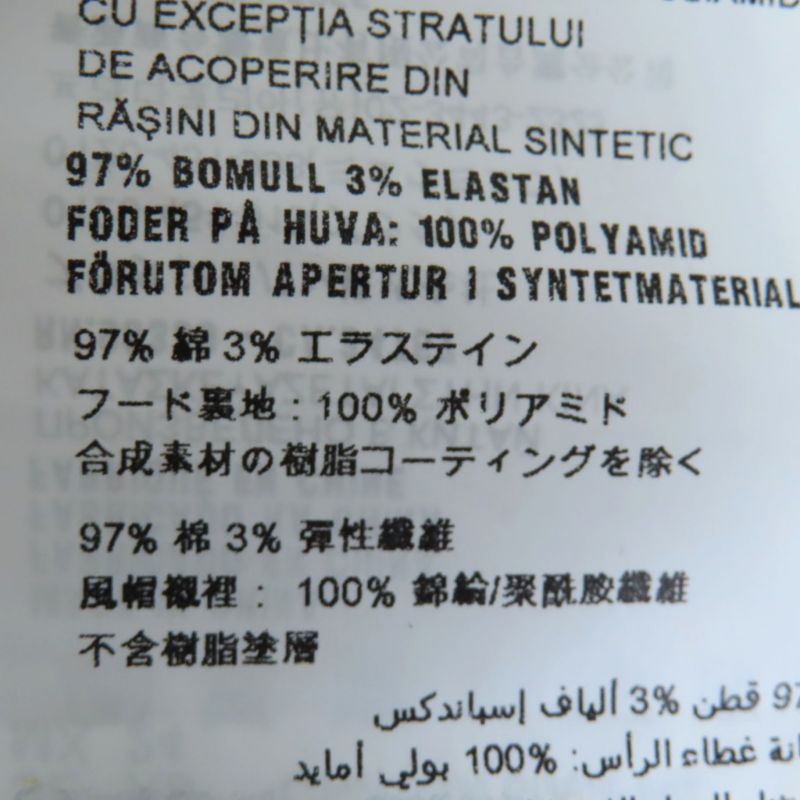 CU EXCEPŢIA STRATULUI
DE ACOPERIRE DIN
RĂŞINI DIN MATERIAL SINTETIC
97% BOMULL 3% ELASTAN
FODER PÅ HUVA: 100% POLYAMID
FÖRUTOM APERTUR I SYNTETMATERIAL
97% 綿 3% エラステイン
フード裏地 : 100% ポリアミド
合成素材の樹脂コーティングを除く
97% 棉 3% 彈性纖維
風帽襯裡 : 100% 錦綸/聚酰胺纖維
不含樹脂塗層
قطن 3% ألياف إسباندكس
غطاء الرأس: 100% بولي أمايد